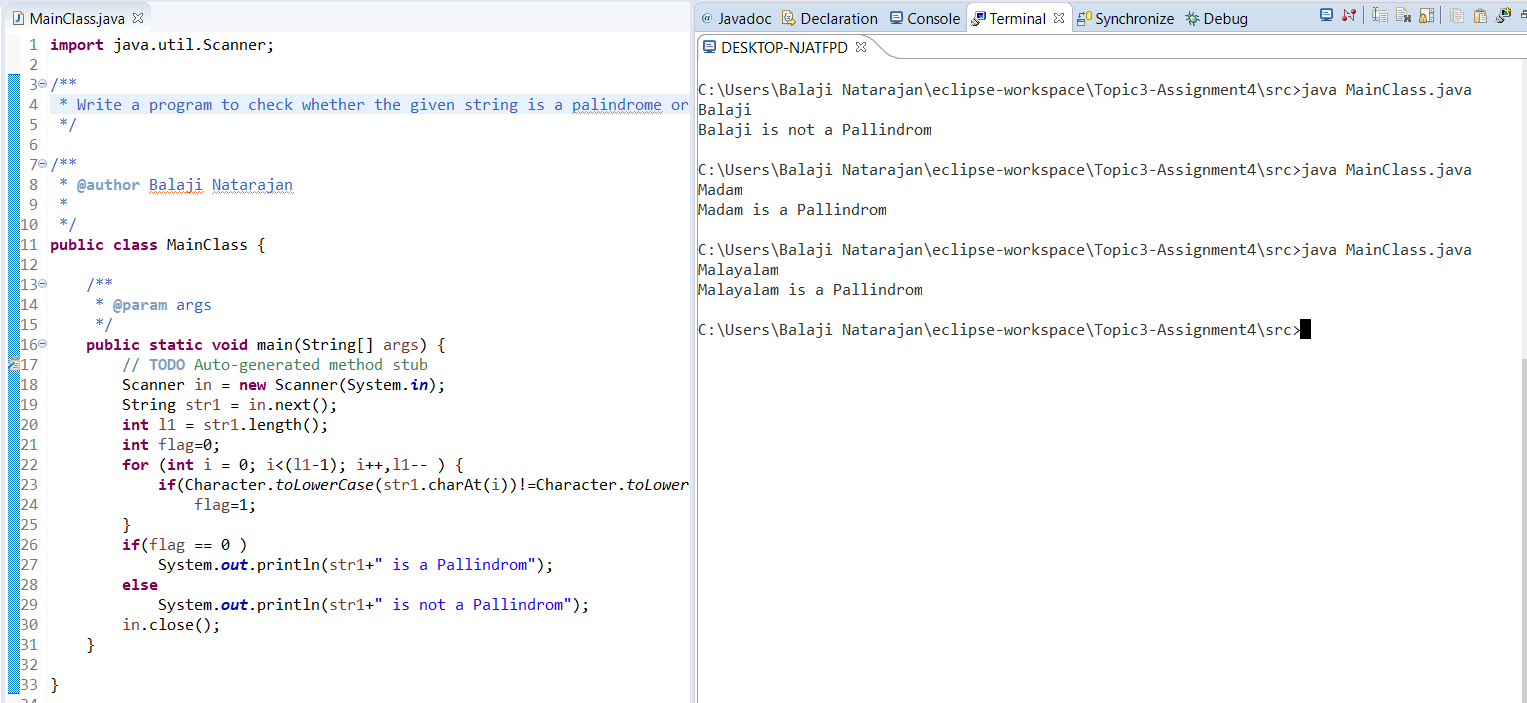 MainClass.java
1 import java.util.Scanner;
2
3 /**
4 * Write a program to check whether the given string is a palindrome or
5 */
6
7 /**
8 * @author Balaji Natarajan
9 *
10 */
11 public class MainClass {
12
13 /**
14 * @param args
15 */
16 public static void main(String[] args) {
17 // TODO Auto-generated method stub
18 Scanner in = new Scanner(System.in);
19 String str1 = in.next();
20 int l1 = str1.length();
21 int flag=0;
22 for (int i = 0; i<(l1-1); i++,l1-- ) {
23 if(Character.toLowerCase(str1.charAt(i))!=Character.toLower
24 flag=1;
25 }
26 if(flag == 0 )
27 System.out.println(str1+" is a Pallindrom");
28 else
29 System.out.println(str1+" is not a Pallindrom");
30 in.close();
31 }
32
33 }
@ Javadoc Declaration Console Terminal Synchronize Debug
DESKTOP-NJATFPD
C:\Users\Balaji Natarajan\eclipse-workspace\Topic3-Assignment4\src>java MainClass.java
Balaji
Balaji is not a Pallindrom
C:\Users\Balaji Natarajan\eclipse-workspace\Topic3-Assignment4\src>java MainClass.java
Madam
Madam is a Pallindrom
C:\Users\Balaji Natarajan\eclipse-workspace\Topic3-Assignment4\src>java MainClass.java
Malayalam
Malayalam is a Pallindrom
C:\Users\Balaji Natarajan\eclipse-workspace\Topic3-Assignment4\src>